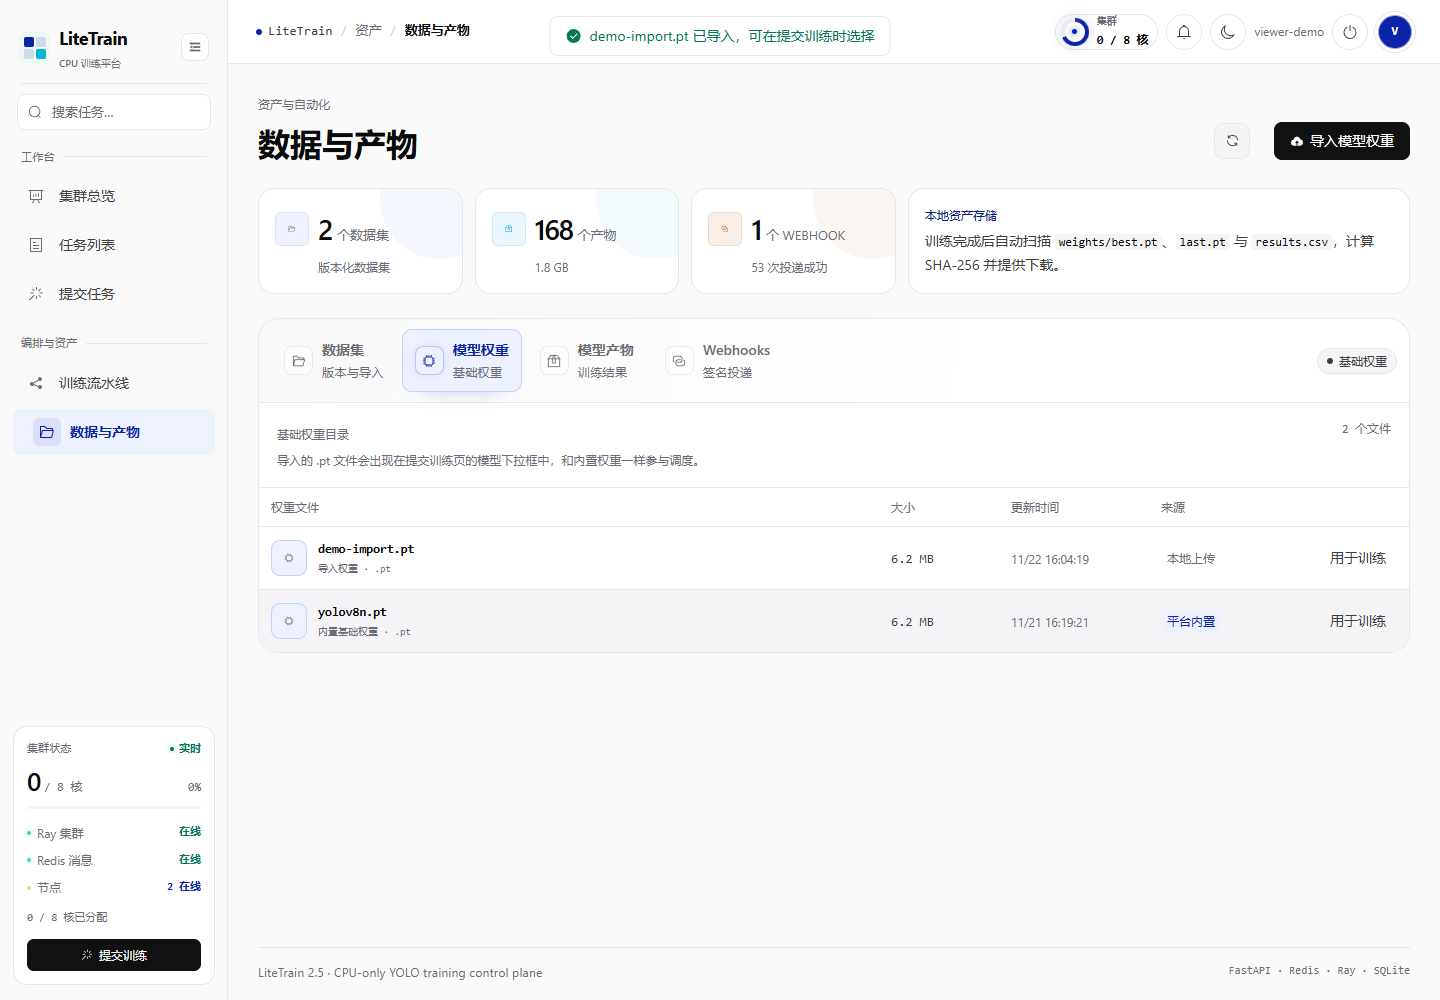 LiteTrain
CPU 训练平台
搜索任务...
工作台
集群总览
任务列表
提交任务
编排与资产
训练流水线
数据与产物
集群状态
实时
0 / 8 核
0%
Ray 集群
在线
Redis 消息
在线
节点
2 在线
0 / 8 核已分配
提交训练
LiteTrain / 资产 / 数据与产物
demo-import.pt 已导入，可在提交训练时选择
集群
0 / 8 核
viewer-demo
V
资产与自动化
数据与产物
导入模型权重
2 个数据集
版本化数据集
168 个产物
1.8 GB
1 个 WEBHOOK
53 次投递成功
本地资产存储
训练完成后自动扫描 weights/best.pt 、 last.pt 与 results.csv ，计算
SHA-256 并提供下载。
数据集
版本与导入
模型权重
基础权重
模型产物
训练结果
Webhooks
签名投递
基础权重
基础权重目录
2 个文件
导入的 .pt 文件会出现在提交训练页的模型下拉框中，和内置权重一样参与调度。
权重文件
大小
更新时间
来源
demo-import.pt
导入权重 · .pt
6.2 MB
11/22 16:04:19
本地上传
用于训练
yolov8n.pt
内置基础权重 · .pt
6.2 MB
11/21 16:19:21
平台内置
用于训练
LiteTrain 2.5 · CPU-only YOLO training control plane
FastAPI · Redis · Ray · SQLite